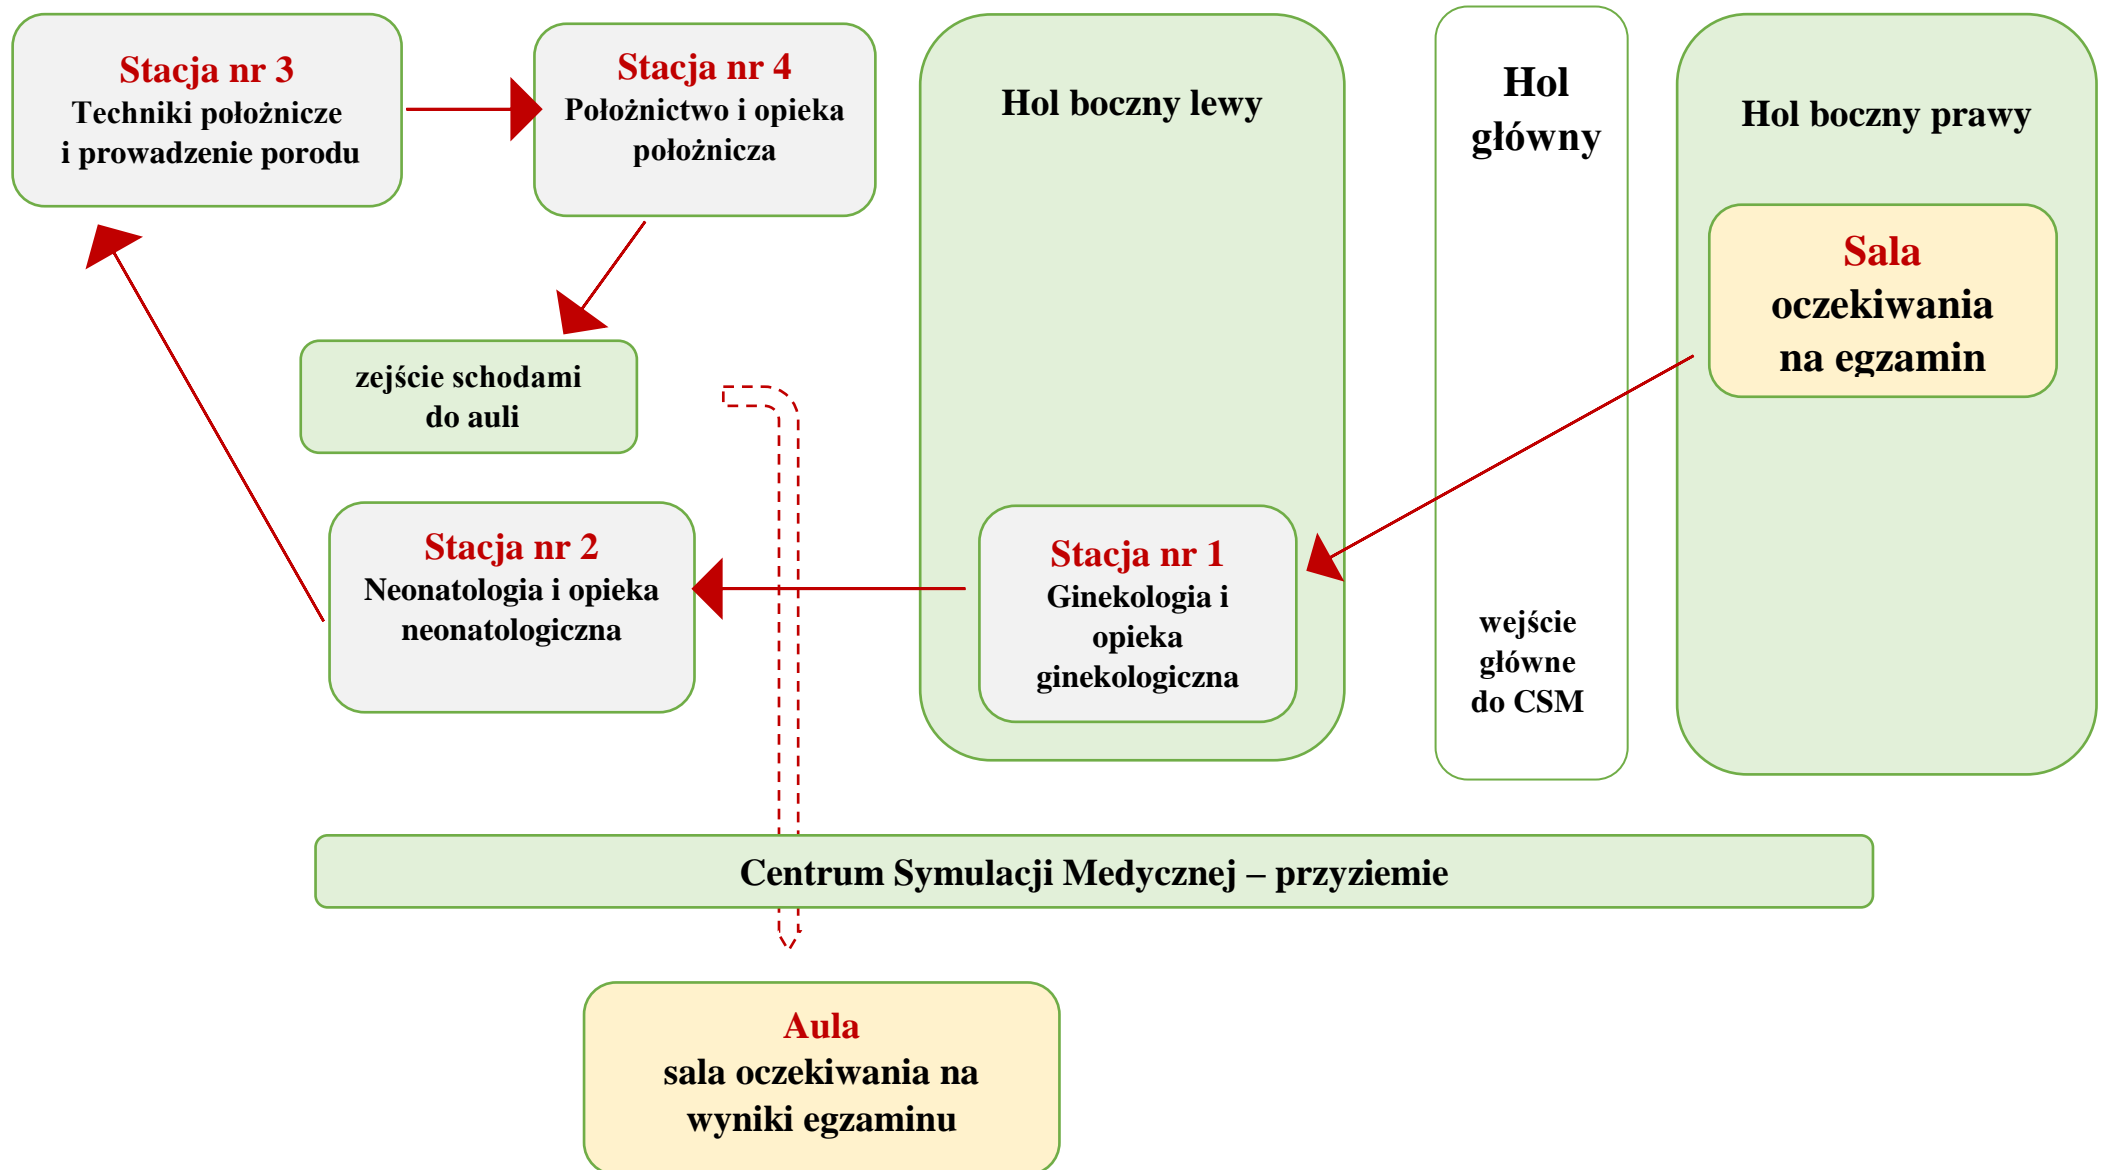 Stacja nr 3
Techniki położnicze
i prowadzenie porodu
Stacja nr 4
Położnictwo i opieka
położnicza
Hol boczny lewy
Hol
główny
Hol boczny prawy
Sala
oczekiwania
na egzamin
zejście schodami
do auli
Stacja nr 2
Neonatologia i opieka
neonatologiczna
Stacja nr 1
Ginekologia i
opieka
ginekologiczna
wejście
główne
do CSM
Centrum Symulacji Medycznej – przyziemie
Aula
sala oczekiwania na
wyniki egzaminu